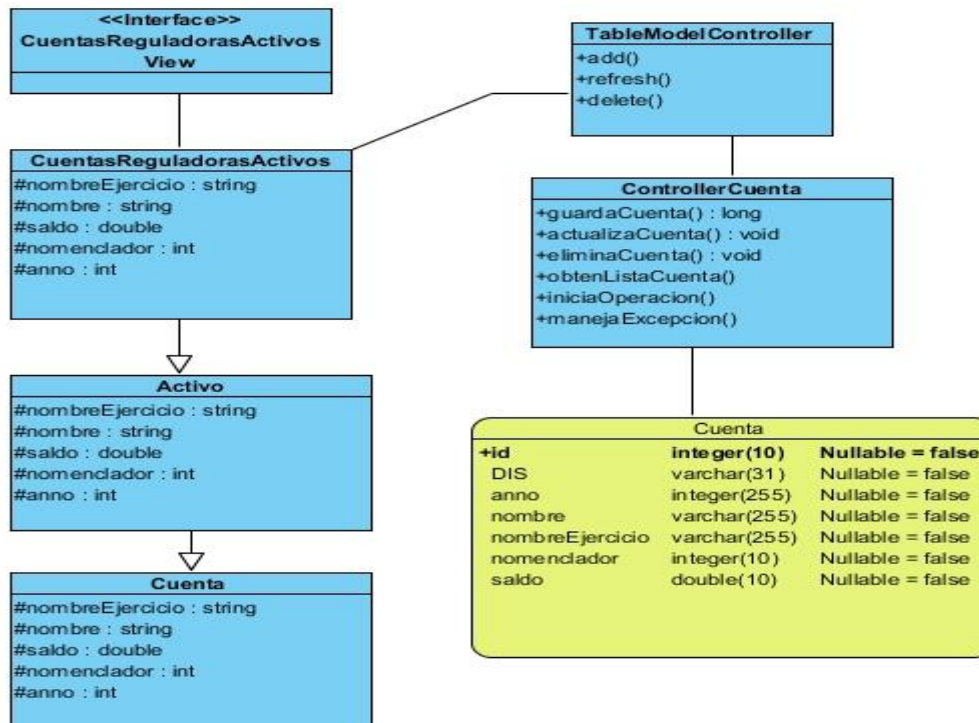 <<Interface>>
CuentasReguladorasActivos
View
CuentasReguladorasActivos
#nombreEjercicio : string
#nombre : string
#saldo : double
#nomenclador : int
#anno : int
Activo
#nombreEjercicio : string
#nombre : string
#saldo : double
#nomenclador : int
#anno : int
Cuenta
#nombreEjercicio : string
#nombre : string
#saldo : double
#nomenclador : int
#anno : int
TableModelController
+add()
+refresh()
+delete()
ControllerCuenta
+guardaCuenta() : long
+actualizaCuenta() : void
+eliminaCuenta() : void
+obtenListaCuenta()
+iniciaOperacion()
+manejaExcepcion()
Cuenta
+id integer(10) Nullable = false
DIS varchar(31) Nullable = false
anno integer(255) Nullable = false
nombre varchar(255) Nullable = false
nombreEjercicio varchar(255) Nullable = false
nomenclador integer(10) Nullable = false
saldo double(10) Nullable = false